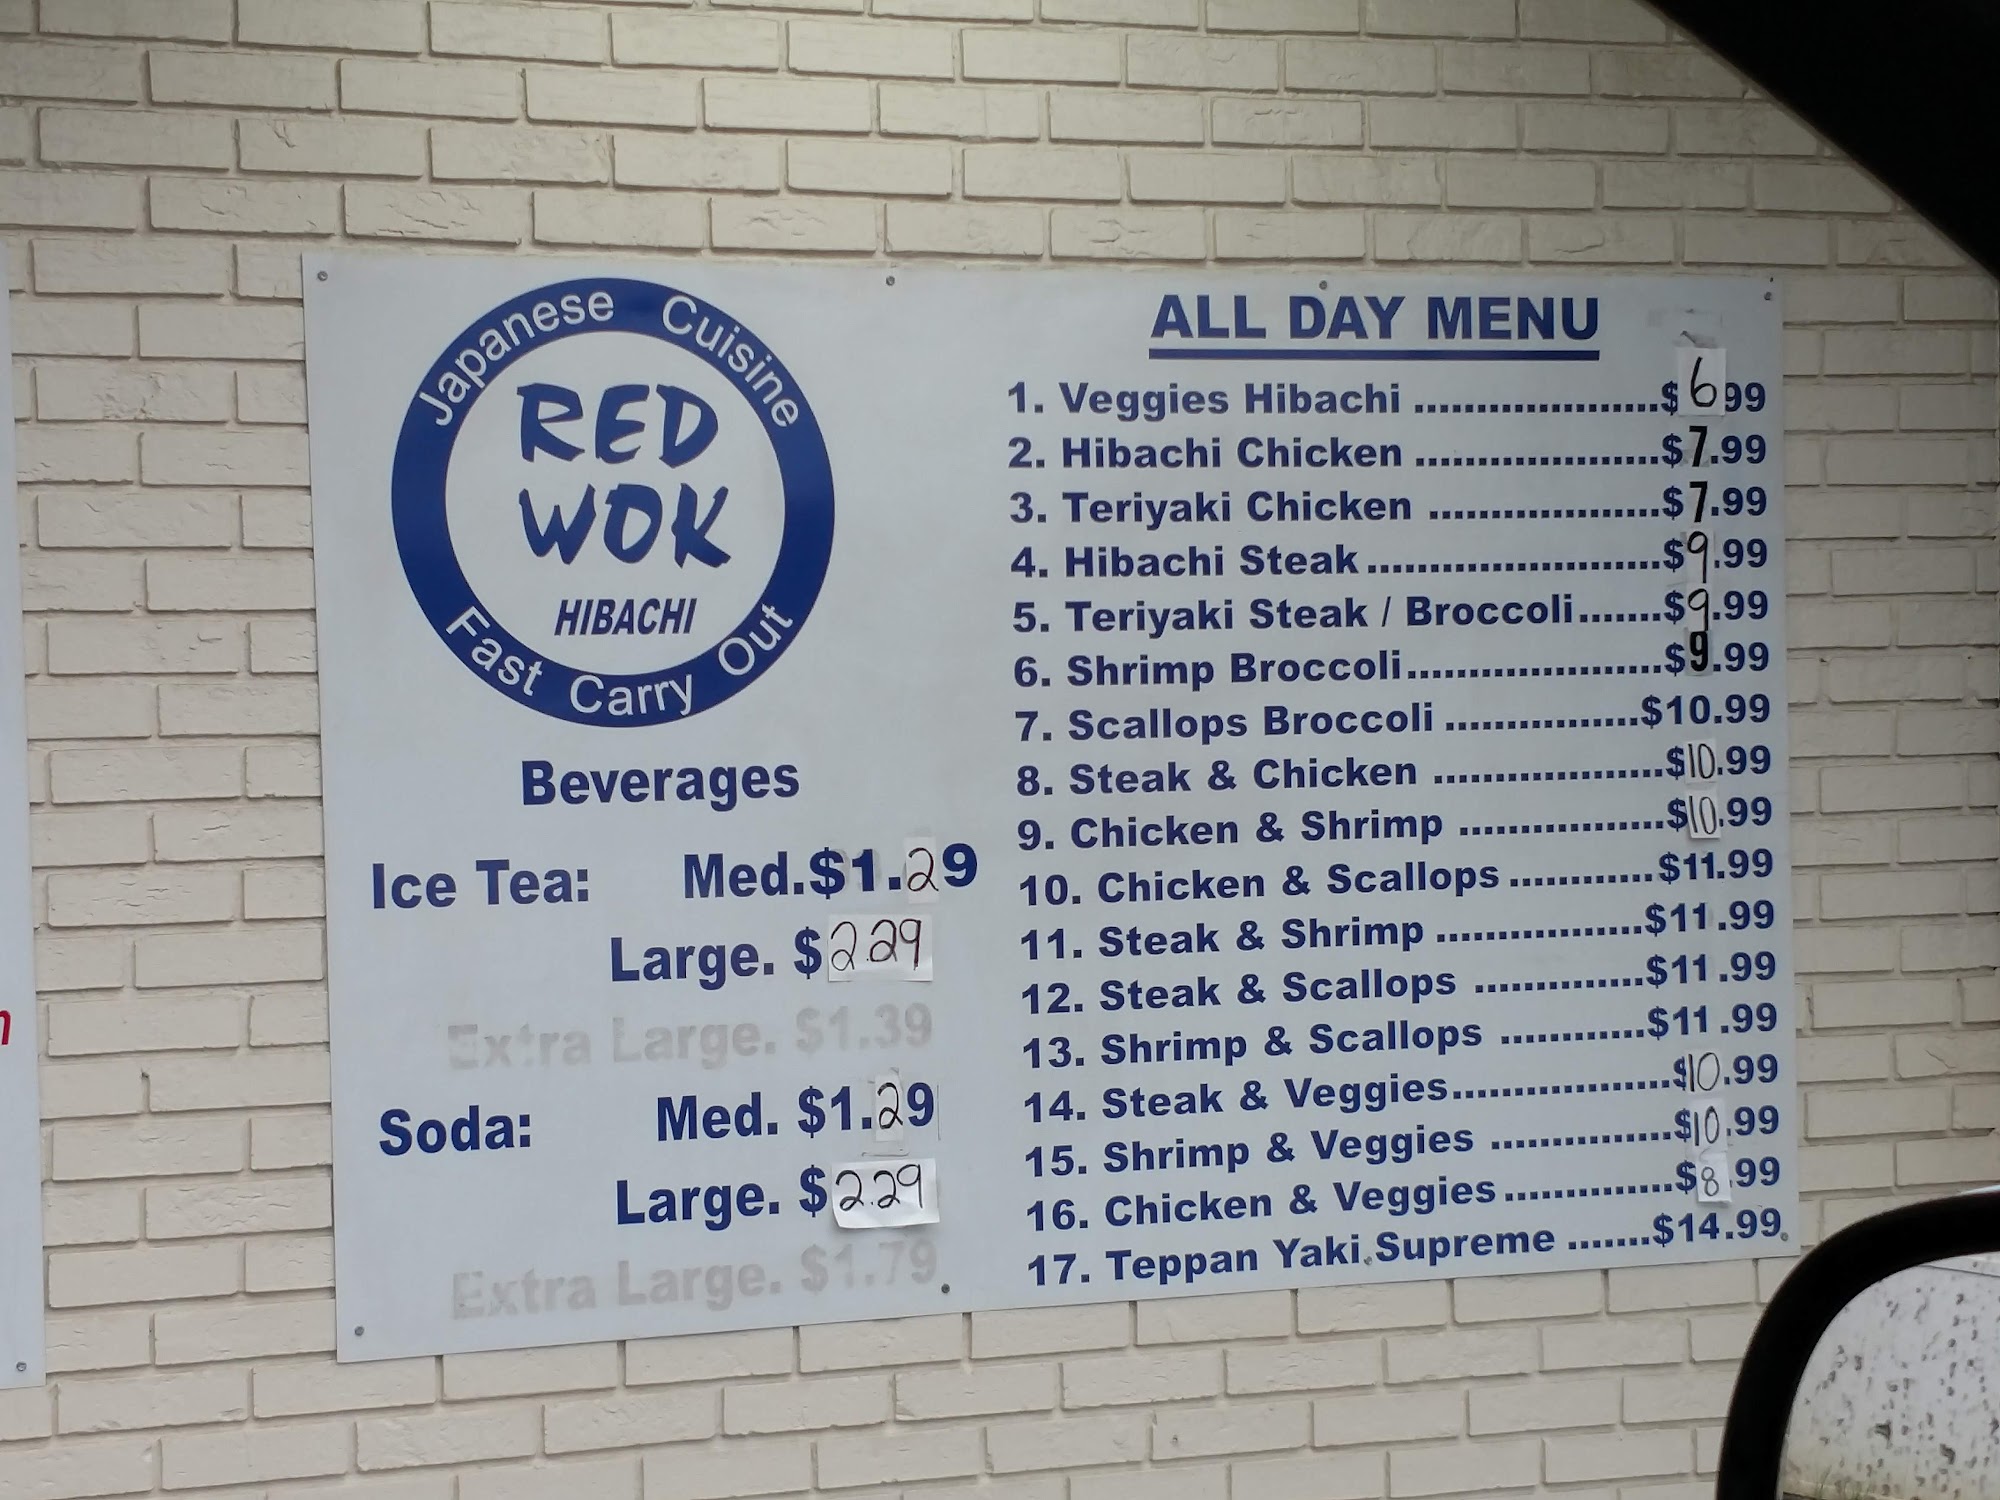 Japanese Cuisine
RED
WOK
HIBACHI
Fast Carry Out
Beverages
Ice Tea: Med.$1.29
Large. $2.29
Extra Large. $1.39
Soda: Med. $1.29
Large. $2.29
Extra Large. $1.79
ALL DAY MENU
1. Veggies Hibachi ....................$6.99
2. Hibachi Chicken ....................$7.99
3. Teriyaki Chicken ...................$7.99
4. Hibachi Steak........................$9.99
5. Teriyaki Steak / Broccoli.......$9.99
6. Shrimp Broccoli.....................$9.99
7. Scallops Broccoli ................$10.99
8. Steak & Chicken ...................$10.99
9. Chicken & Shrimp .................$10.99
10. Chicken & Scallops ............$11.99
11. Steak & Shrimp .................$11.99
12. Steak & Scallops ..............$11.99
13. Shrimp & Scallops ............$11.99
14. Steak & Veggies..................$10.99
15. Shrimp & Veggies ...............$10.99
16. Chicken & Veggies..............$8.99
17. Teppan Yaki Supreme .......$14.99